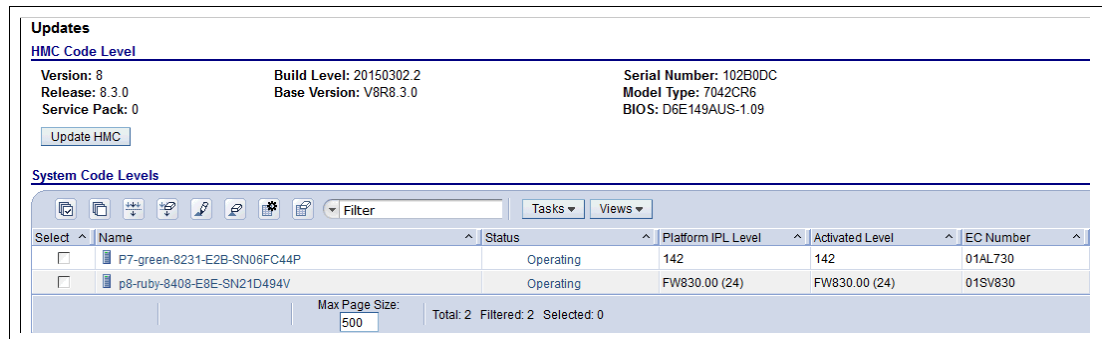 Updates
HMC Code Level
Version: 8 Build Level: 20150302.2 Serial Number: 102B0DC
Release: 8.3.0 Base Version: V8R8.3.0 Model Type: 7042CR6
Service Pack: 0 BIOS: D6E149AUS-1.09
Update HMC
System Code Levels
Filter Tasks Views
Select Name Status Platform IPL Level Activated Level EC Number
P7-green-8231-E2B-SN06FC44P Operating 142 142 01AL730
p8-ruby-8408-E8E-SN21D494V Operating FW830.00 (24) FW830.00 (24) 01SV830
Max Page Size:
500 Total: 2 Filtered: 2 Selected: 0